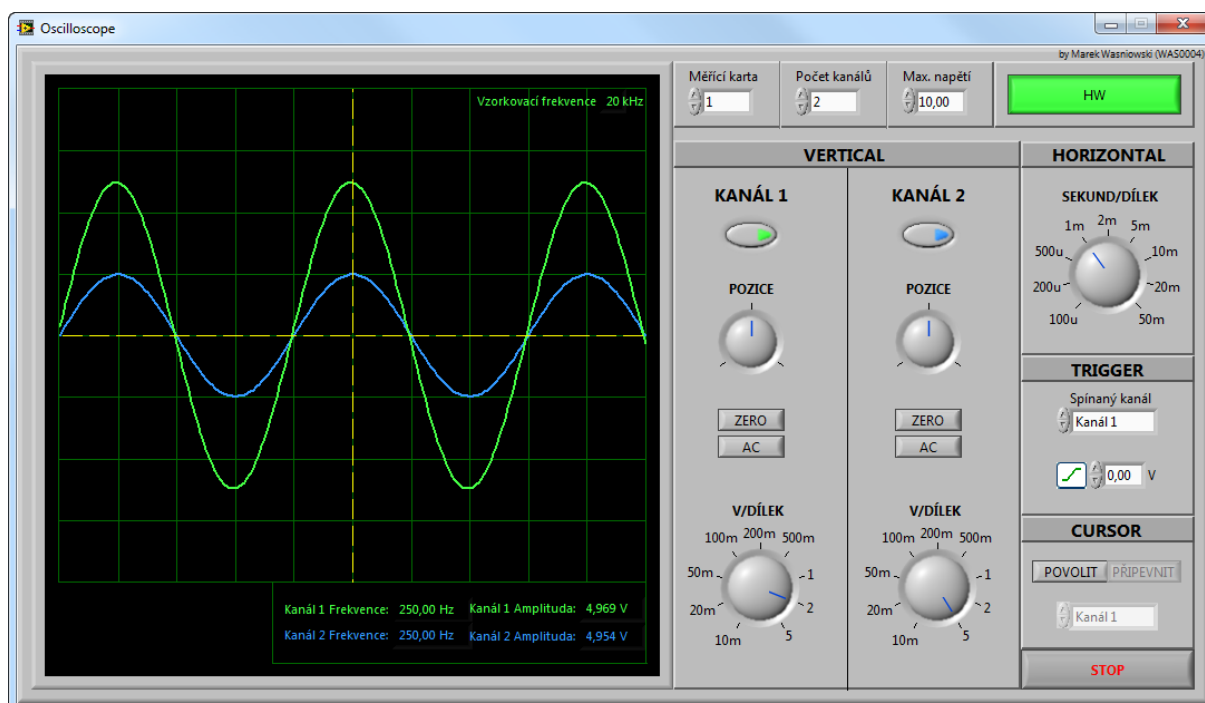 Oscilloscope
by Marek Wasniowski (WAS0004)
Vzorkovací frekvence 20 kHz
Kanál 1 Frekvence: 250,00 Hz Kanál 1 Amplituda: 4,969 V
Kanál 2 Frekvence: 250,00 Hz Kanál 2 Amplituda: 4,954 V
Měřící karta
1
Počet kanálů
2
Max. napětí
10,00
HW
VERTICAL
KANÁL 1
POZICE
ZERO
AC
V/DÍLEK
100m 200m 500m
50m 1
20m 2
10m 5
KANÁL 2
POZICE
ZERO
AC
V/DÍLEK
100m 200m 500m
50m 1
20m 2
10m 5
HORIZONTAL
SEKUND/DÍLEK
1m 2m 5m
500u 10m
200u 20m
100u 50m
TRIGGER
Spínaný kanál
Kanál 1
0,00 V
CURSOR
POVOLIT PŘIPEVNIT
Kanál 1
STOP